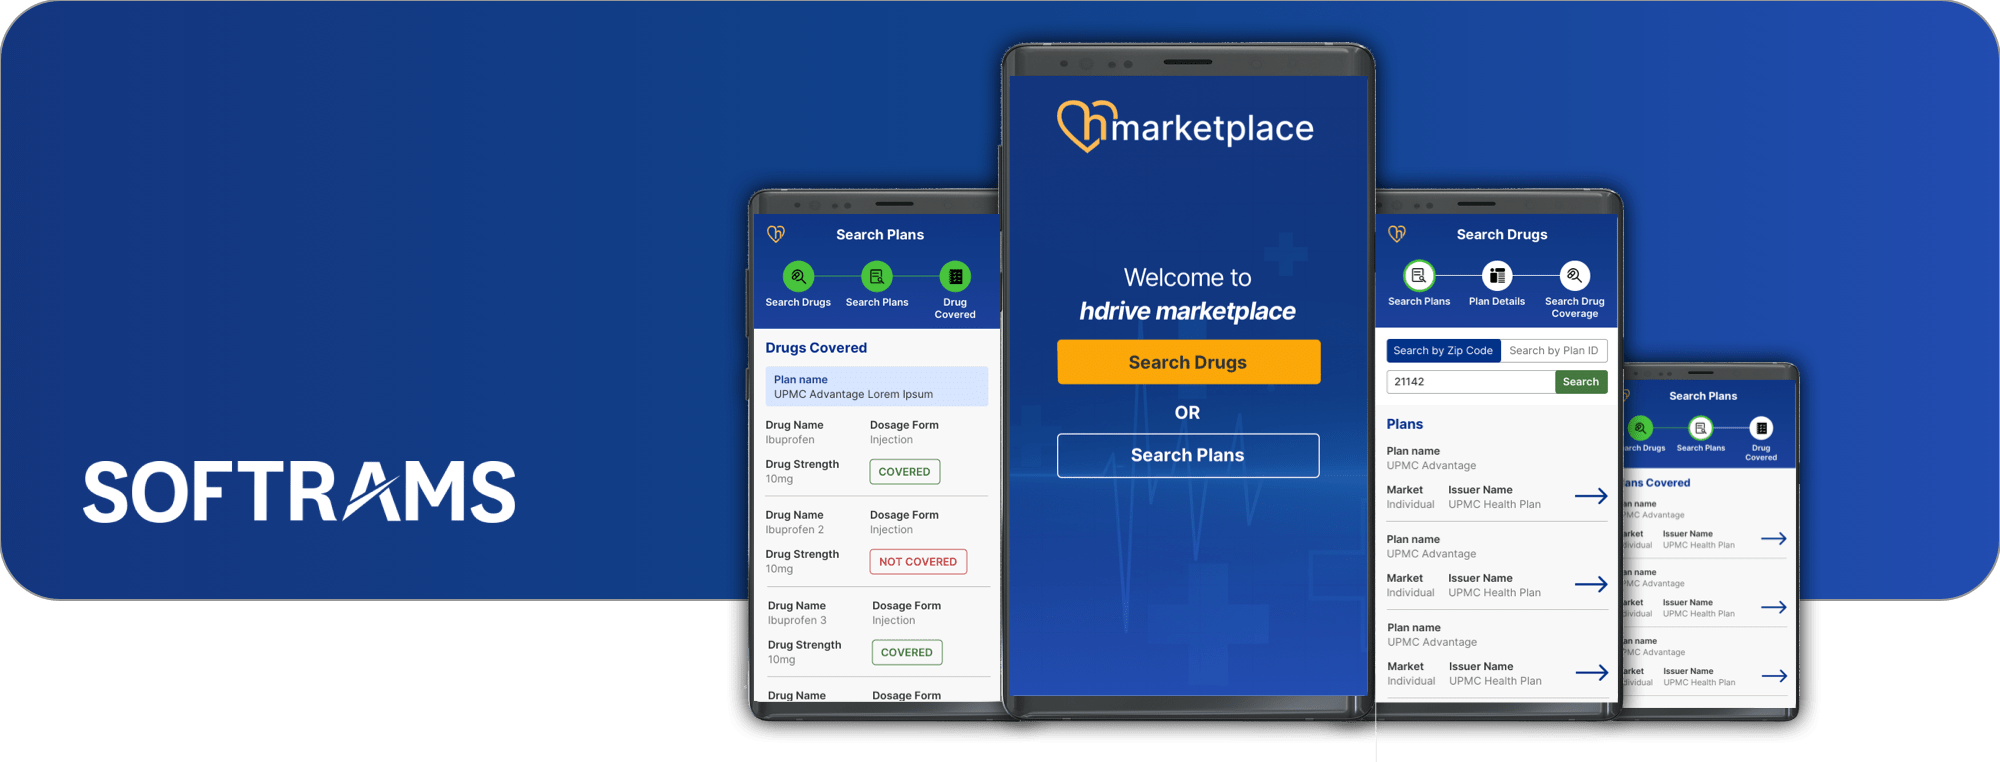 SOFTRAMS
Search Plans
Search Drugs
Search Plans
Drug
Covered
Drugs Covered
Plan name
UPMC Advantage Lorem Ipsum
Drug Name
Dosage Form
Ibuprofen
Injection
Drug Strength
COVERED
10mg
Drug Name
Dosage Form
Ibuprofen 2
Injection
Drug Strength
NOT COVERED
10mg
Drug Name
Dosage Form
Ibuprofen 3
Injection
Drug Strength
COVERED
10mg
Drug Name
Dosage Form
hmarketplace
Welcome to
hdrive marketplace
Search Drugs
OR
Search Plans
Search Drugs
Search Plans
Plan Details
Search Drug
Coverage
Search by Zip Code
Search by Plan ID
21142
Search
Plans
Plan name
UPMC Advantage
Market
Issuer Name
Individual
UPMC Health Plan
Plan name
UPMC Advantage
Market
Issuer Name
Individual
UPMC Health Plan
Plan name
UPMC Advantage
Market
Issuer Name
Individual
UPMC Health Plan
Search Plans
arch Drugs
Search Plans
Drug
Covered
ans Covered
an name
PMC Advantage
arket
Issuer Name
dividual
UPMC Health Plan
an name
PMC Advantage
arket
Issuer Name
dividual
UPMC Health Plan
an name
PMC Advantage
arket
Issuer Name
dividual
UPMC Health Plan